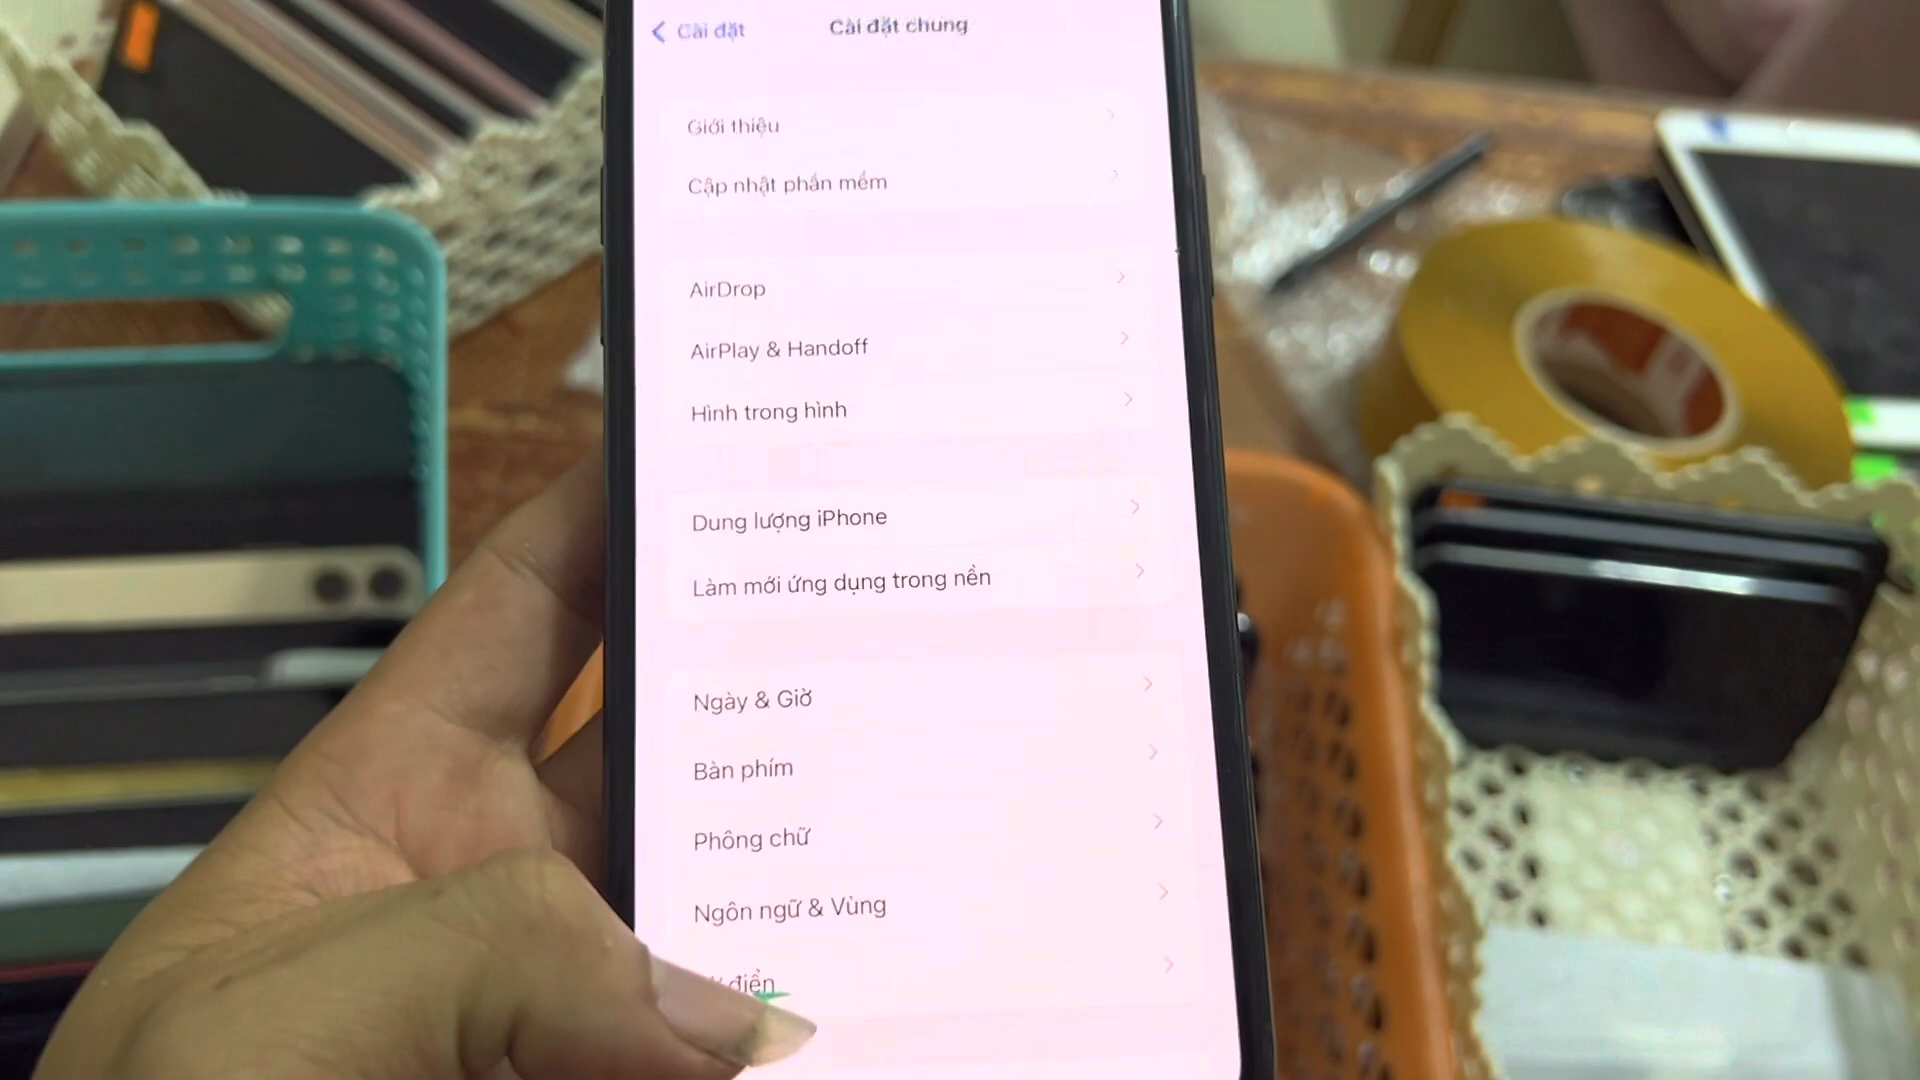 Cài đặt
Cài đặt chung
Giới thiệu
Cập nhật phần mềm
AirDrop
AirPlay & Handoff
Hình trong hình
Dung lượng iPhone
Làm mới ứng dụng trong nền
Ngày & Giờ
Bàn phím
Phông chữ
Ngôn ngữ & Vùng
điển